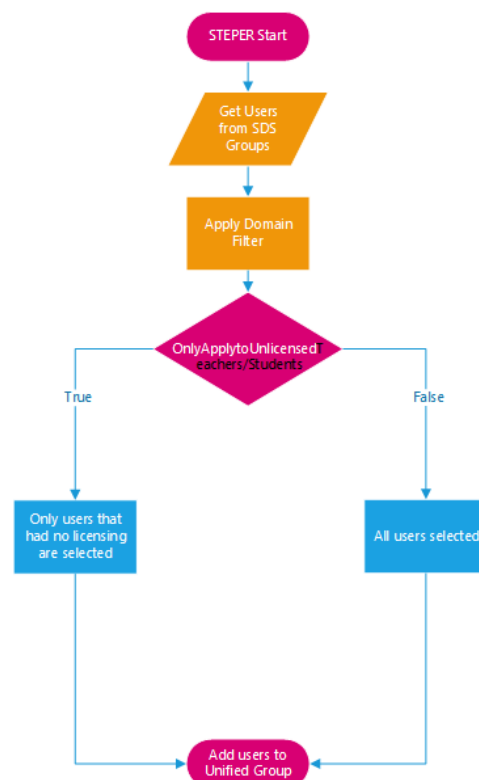 STEPER Start
Get Users
from SDS
Groups
Apply Domain
Filter
OnlyApplytoUnlicensedT
eachers/Students
True
False
Only users that
had no licensing
are selected
All users selected
Add users to
Unified Group